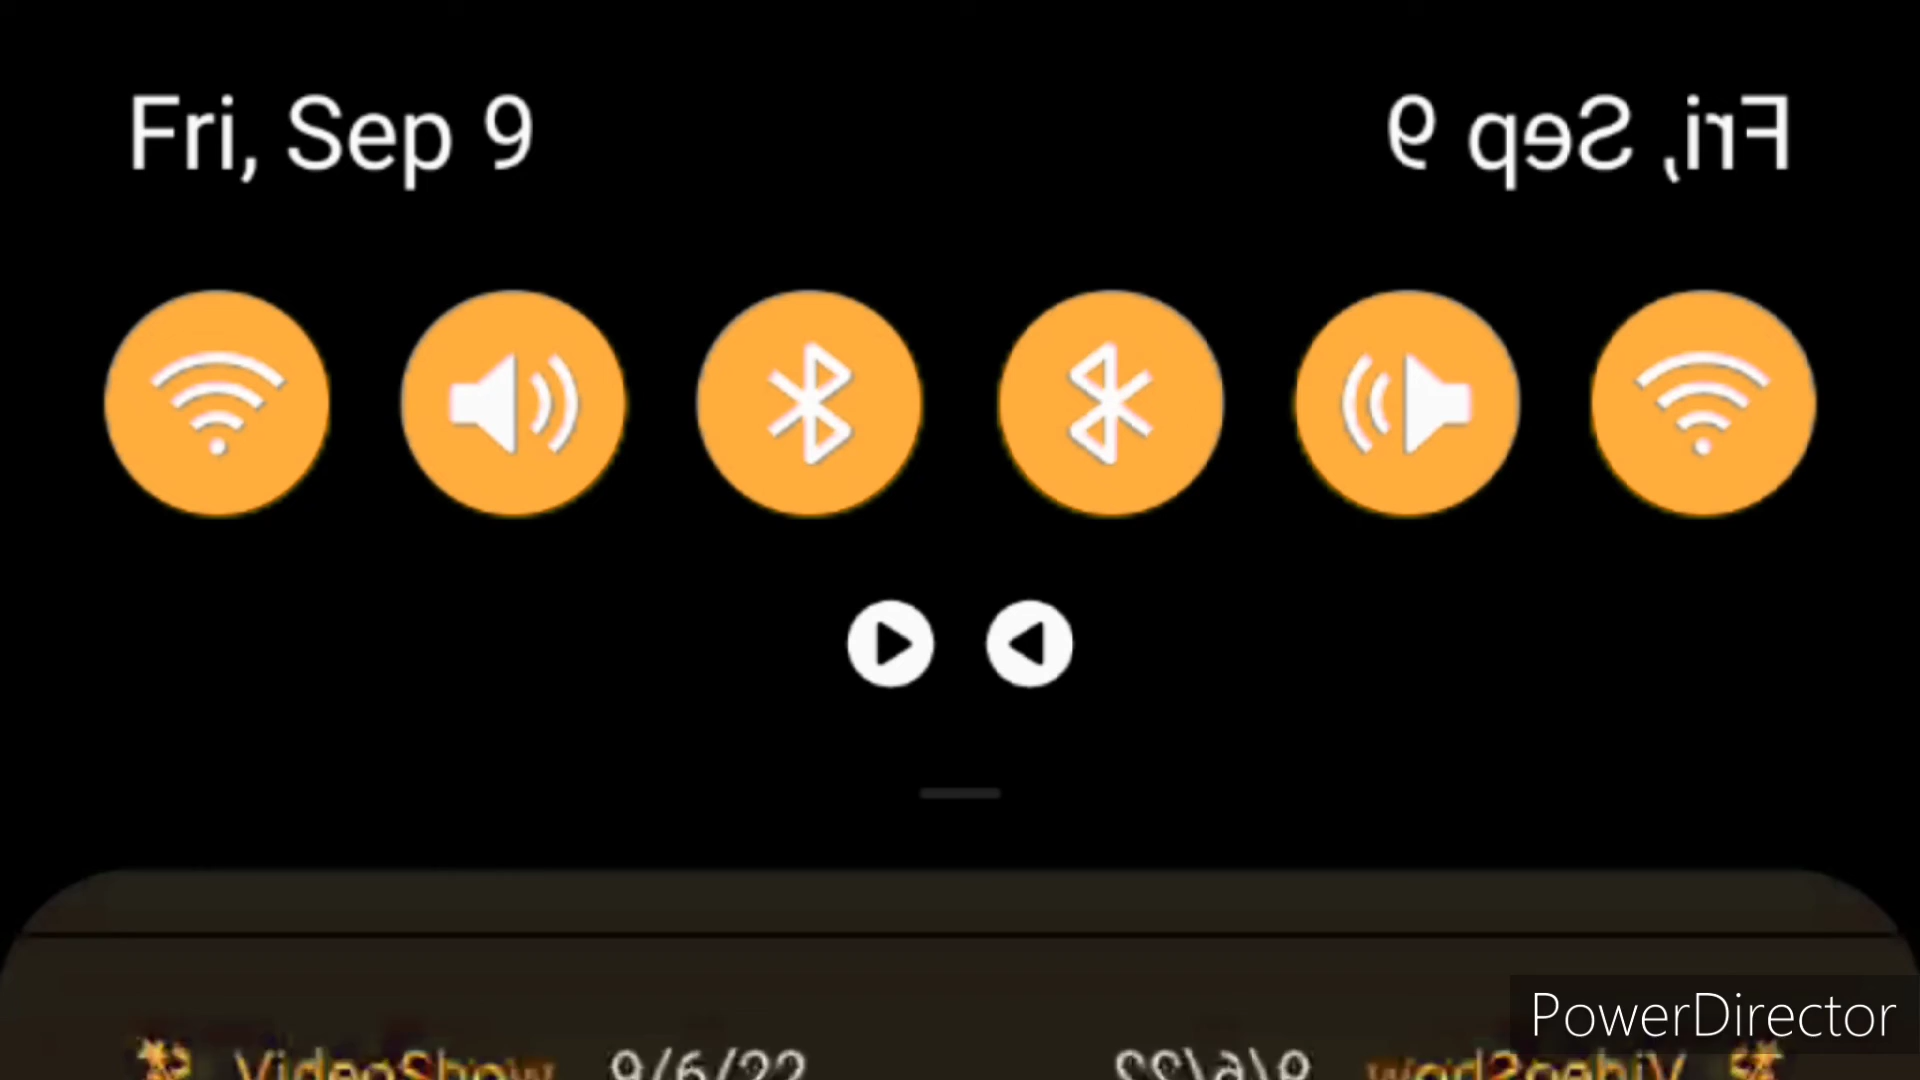 Fri, Sep 9 Fri, Sep 9
VideoShow 9/6/22 9/6/22 VideoShow
PowerDirector